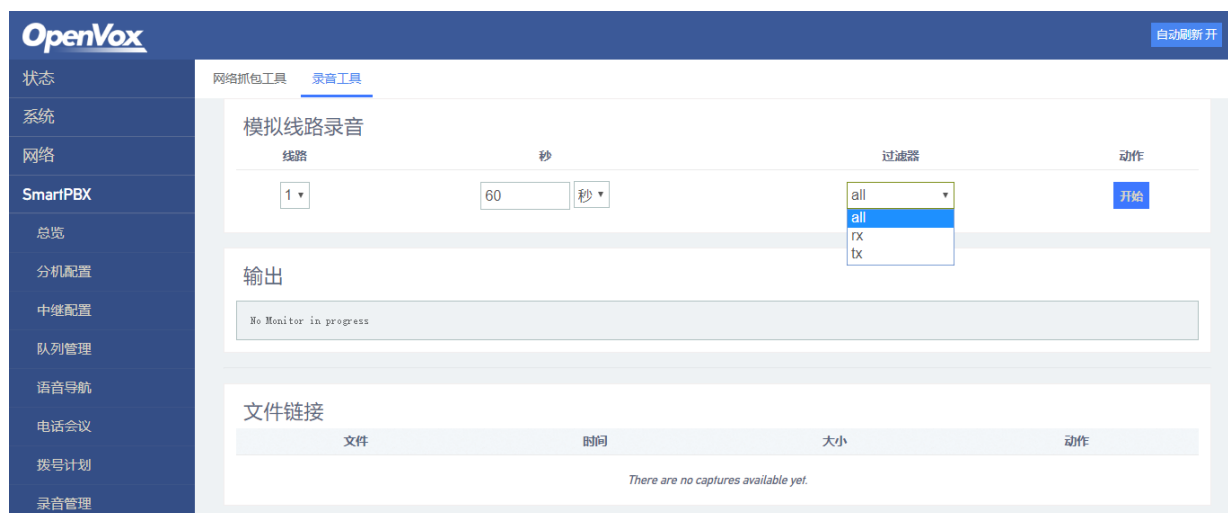 OpenVox
自动刷新 开
状态
系统
网络
SmartPBX
总览
分机配置
中继配置
队列管理
语音导航
电话会议
拨号计划
录音管理
网络抓包工具 录音工具
模拟线路录音
线路 秒 过滤器 动作
1 60 秒 all 开始
all
rx
tx
输出
No Monitor in progress
文件链接
文件 时间 大小 动作
There are no captures available yet.